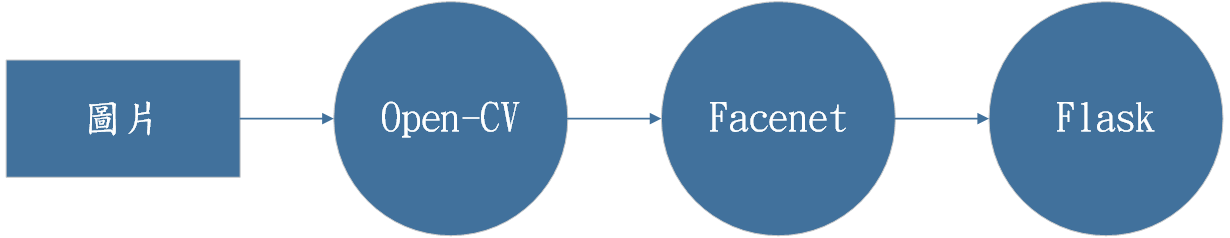 圖片
Open-CV
Facenet
Flask